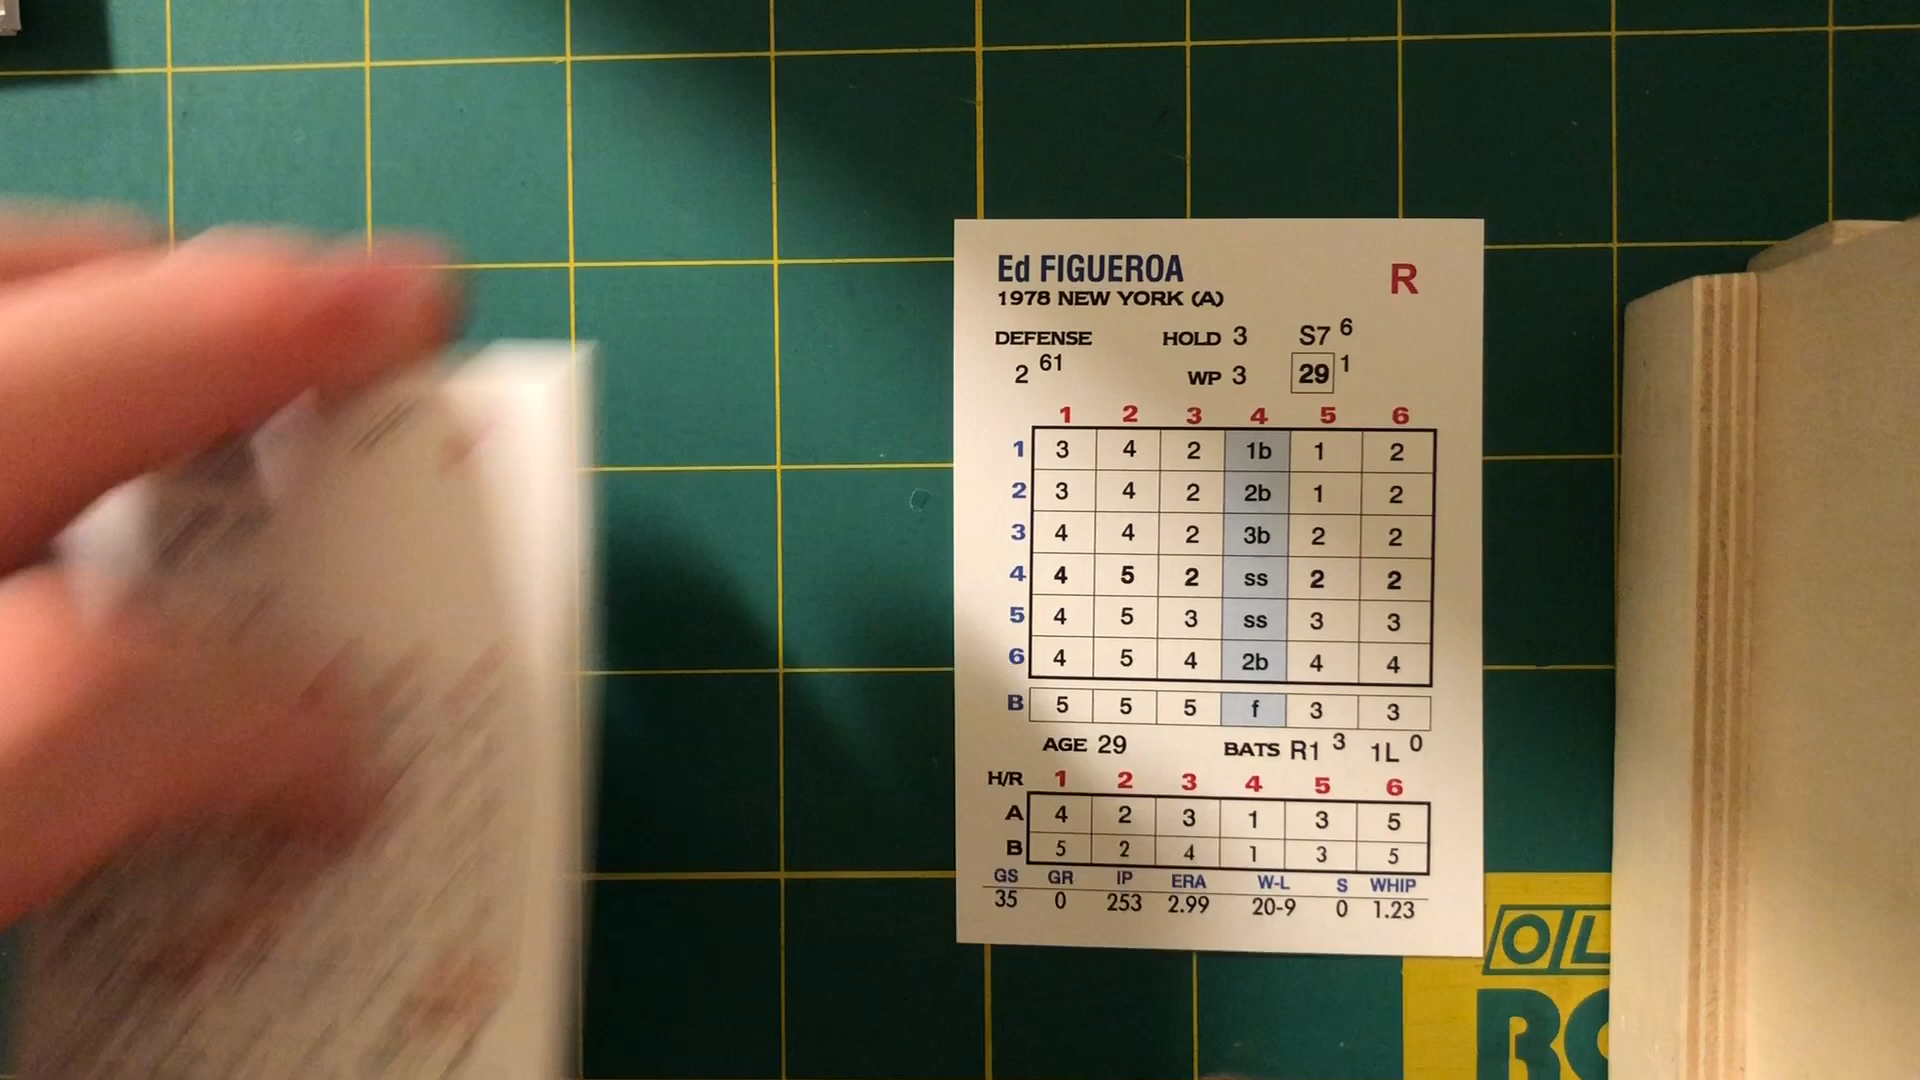 Ed FIGUEROA R
1978 NEW YORK (A)
DEFENSE HOLD 3 S7 6
2 61 WP 3 29 1
1 2 3 4 5 6
1 3 4 2 1b 1 2
2 3 4 2 2b 1 2
3 4 4 2 3b 2 2
4 4 5 2 ss 2 2
5 4 5 3 ss 3 3
6 4 5 4 2b 4 4
B 5 5 5 f 3 3
AGE 29 BATS R1 3 1L 0
H/R 1 2 3 4 5 6
A 4 2 3 1 3 5
B 5 2 4 1 3 5
GS GR IP ERA W-L S WHIP
35 0 253 2.99 20-9 0 1.23
OL